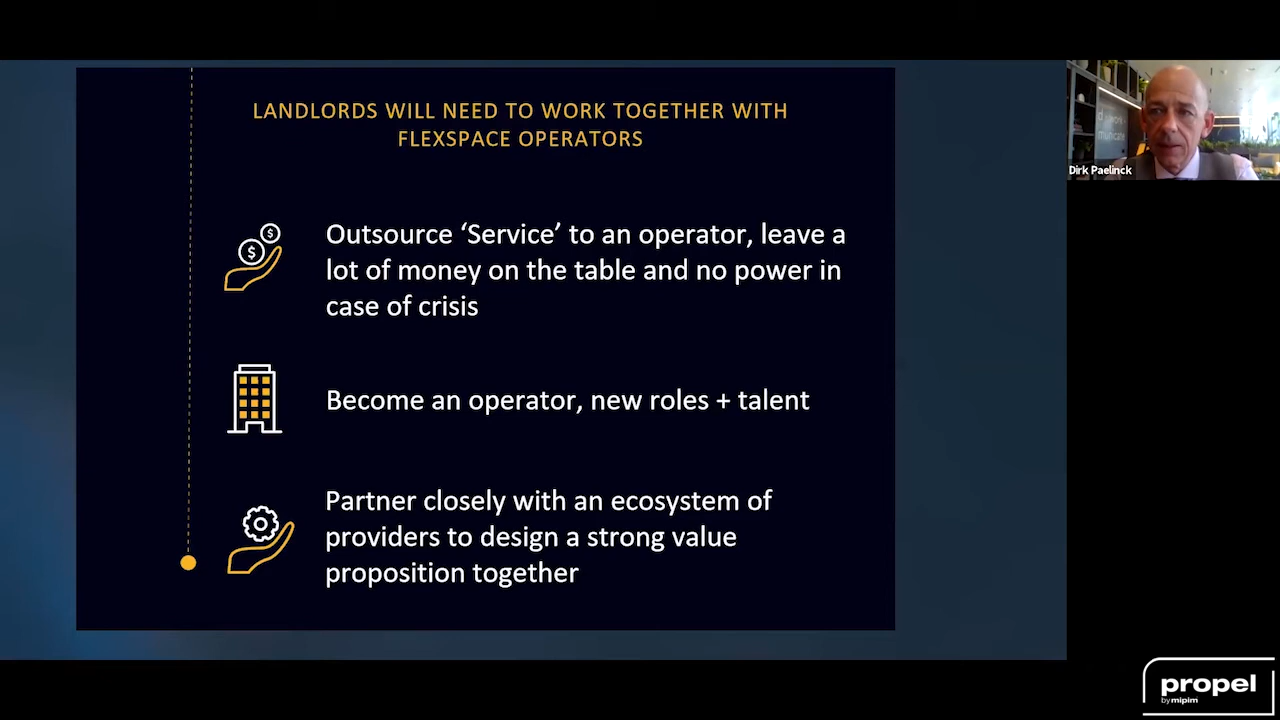 LANDLORDS WILL NEED TO WORK TOGETHER WITH
FLEXSPACE OPERATORS
Outsource ‘Service’ to an operator, leave a
lot of money on the table and no power in
case of crisis
Become an operator, new roles + talent
Partner closely with an ecosystem of
providers to design a strong value
proposition together
$
$
Dirk Paelinck
propel
by mipim